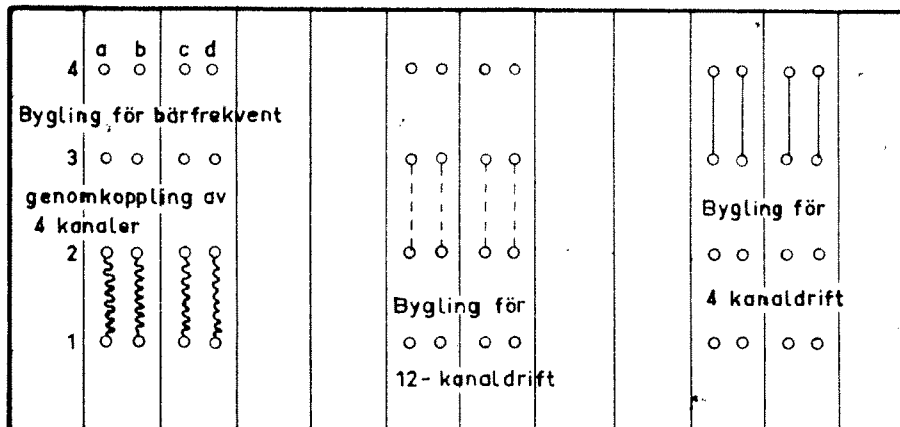 a b c d
4
Bygling för bärfrekvent
3
genomkoppling av
4 kanaler
2
1
Bygling för
12- kanaldrift
Bygling för
4 kanaldrift